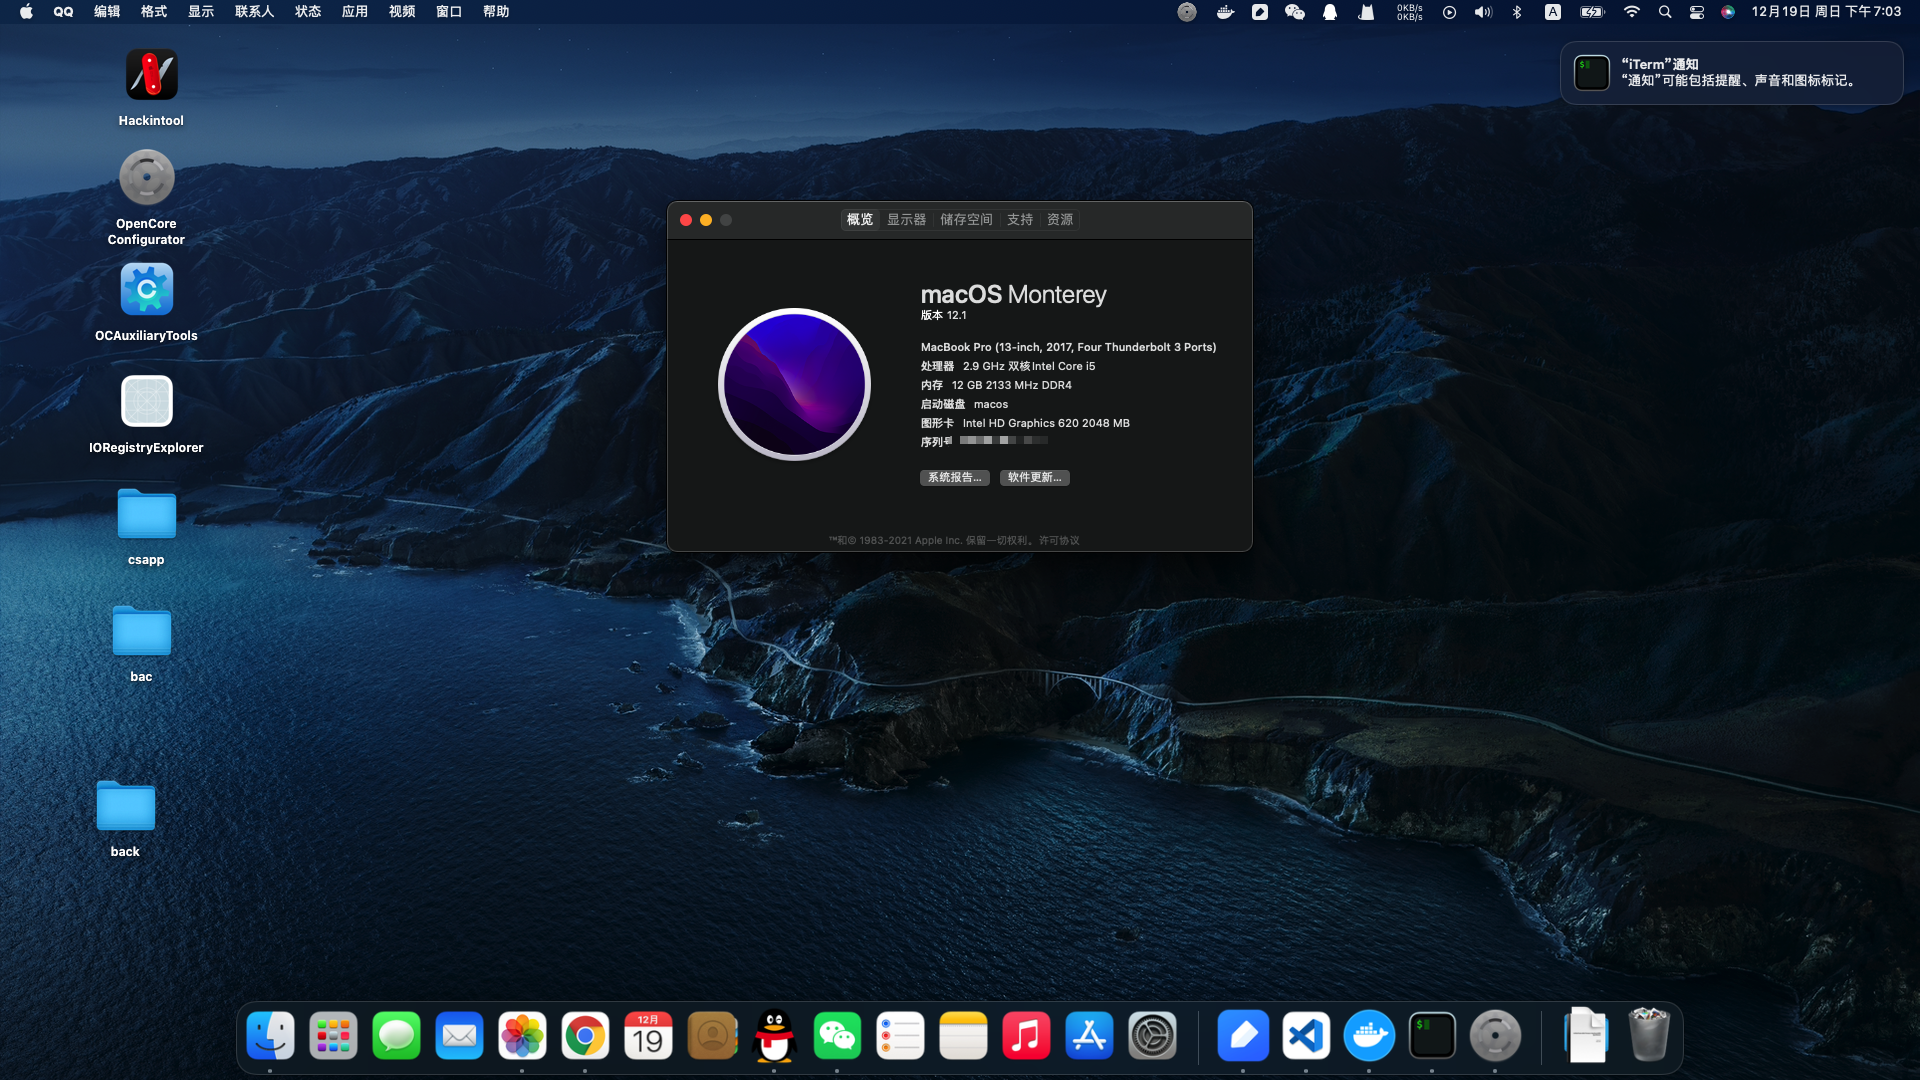 QQ 编辑 格式 显示 联系人 状态 应用 视频 窗口 帮助
0KB/s
0KB/s
A
12月19日 周日 下午7:03
“iTerm”通知
“通知”可能包括提醒、声音和图标标记。
Hackintool
OpenCore
Configurator
OCAuxiliaryTools
IORegistryExplorer
csapp
bac
back
概览 显示器 储存空间 支持 资源
macOS Monterey
版本 12.1
MacBook Pro (13-inch, 2017, Four Thunderbolt 3 Ports)
处理器 2.9 GHz 双核Intel Core i5
内存 12 GB 2133 MHz DDR4
启动磁盘 macos
图形卡 Intel HD Graphics 620 2048 MB
序列号
系统报告... 软件更新...
™和© 1983-2021 Apple Inc. 保留一切权利。许可协议
12月
19
$